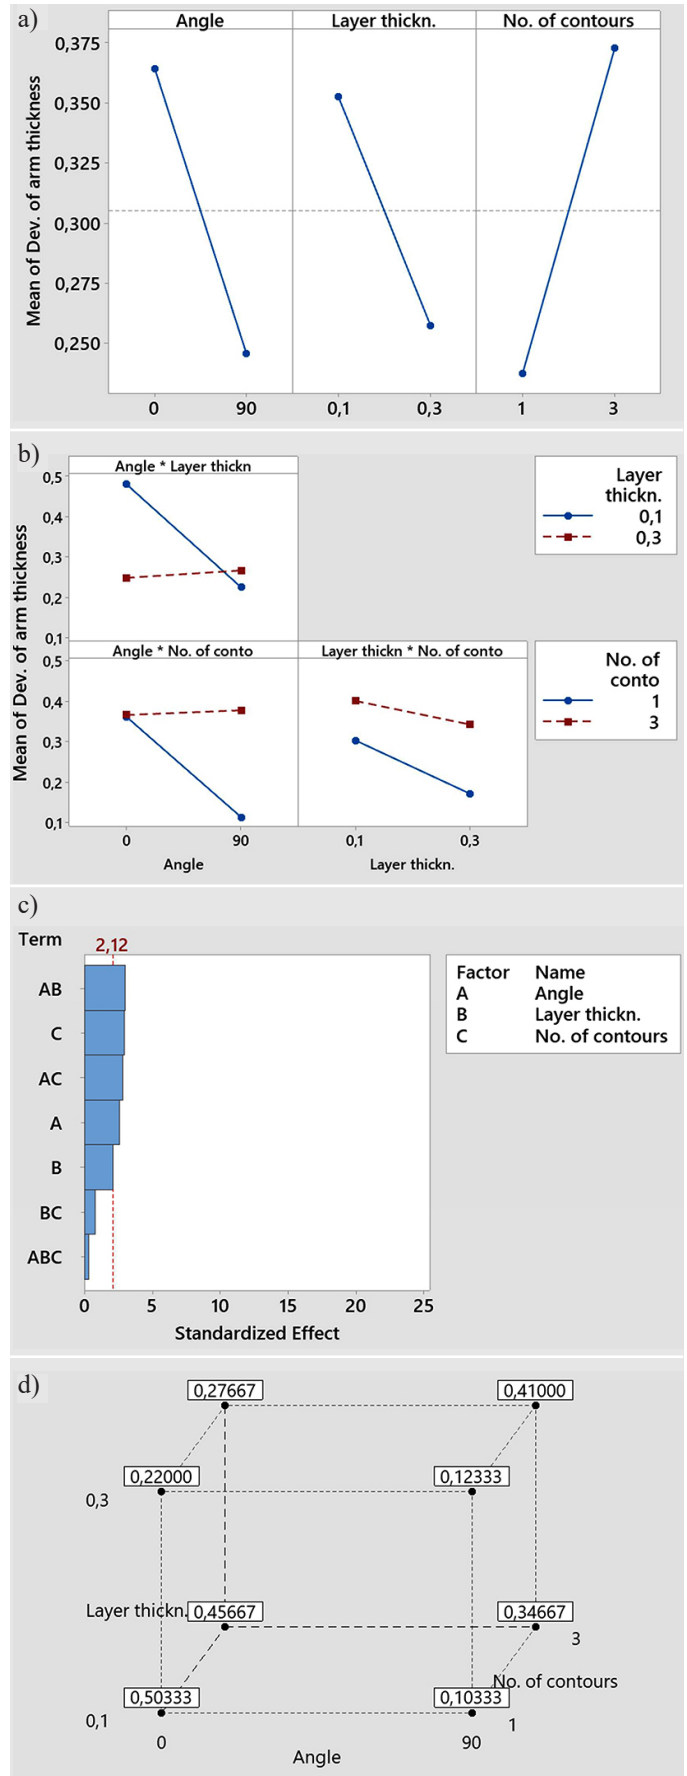 a)
Angle Layer thickn. No. of contours
Mean of Dev. of arm thickness
0,375
0,350
0,325
0,300
0,275
0,250
0 90 0,1 0,3 1 3
b)
Mean of Dev. of arm thickness
Angle * Layer thickn
0,5
0,4
0,3
0,2
0,1
Layer
thickn.
0,1
0,3
Angle * No. of conto Layer thickn * No. of conto
0,5
0,4
0,3
0,2
0,1
No. of
conto
1
3
0 90 0,1 0,3
Angle Layer thickn.
c)
Term
2,12
AB
C
AC
A
B
BC
ABC
Factor Name
A Angle
B Layer thickn.
C No. of contours
0 5 10 15 20 25
Standardized Effect
d)
0,27667 0,41000
0,22000 0,12333
0,3
Layer thickn. 0,45667 0,34667
3
No. of contours
0,50333 0,10333
0,1 1
0 90
Angle